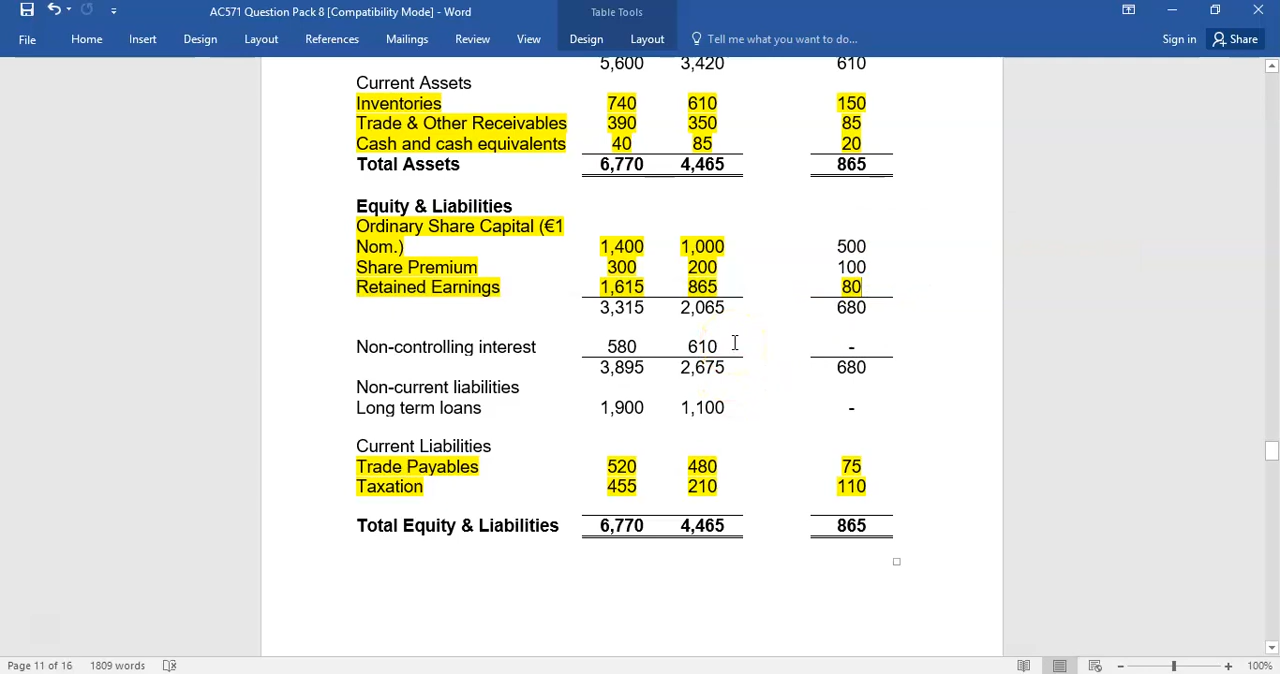 AC571 Question Pack 8 [Compatibility Mode] - Word
Table Tools
File Home Insert Design Layout References Mailings Review View Design Layout Tell me what you want to do... Sign in Share
5,600 3,420 610
Current Assets
Inventories 740 610 150
Trade & Other Receivables 390 350 85
Cash and cash equivalents 40 85 20
Total Assets 6,770 4,465 865
Equity & Liabilities
Ordinary Share Capital (€1
Nom.) 1,400 1,000 500
Share Premium 300 200 100
Retained Earnings 1,615 865 80
3,315 2,065 680
Non-controlling interest 580 610 -
3,895 2,675 680
Non-current liabilities
Long term loans 1,900 1,100 -
Current Liabilities
Trade Payables 520 480 75
Taxation 455 210 110
Total Equity & Liabilities 6,770 4,465 865
Page 11 of 16 1809 words 100%